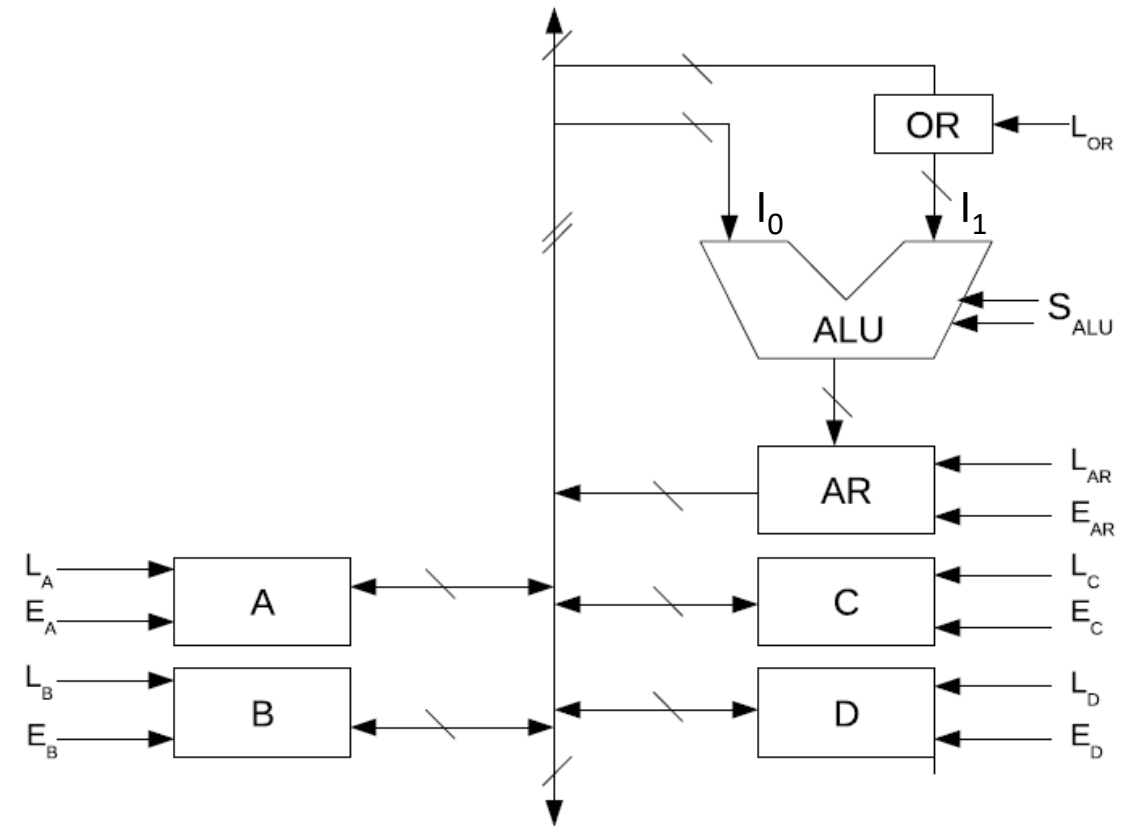 OR
L_OR
I_0
I_1
ALU
S_ALU
AR
L_AR
E_AR
L_A
E_A
A
C
L_C
E_C
L_B
E_B
B
D
L_D
E_D